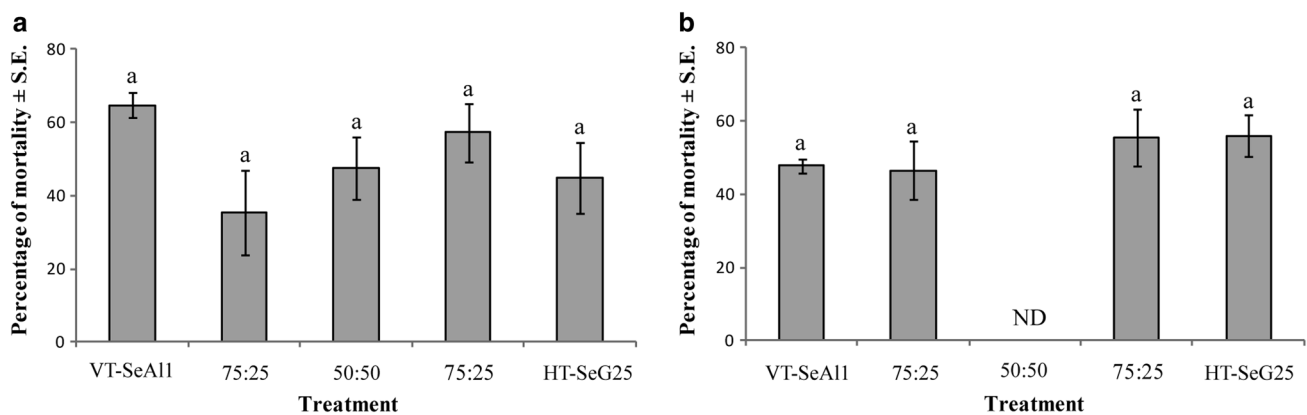 a
Percentage of mortality ± S.E.
80
60
40
20
0
a
a
a
a
a
VT-SeAl1
75:25
50:50
75:25
HT-SeG25
Treatment
b
Percentage of mortality ± S.E.
80
60
40
20
0
a
a
ND
a
a
VT-SeAl1
75:25
50:50
75:25
HT-SeG25
Treatment